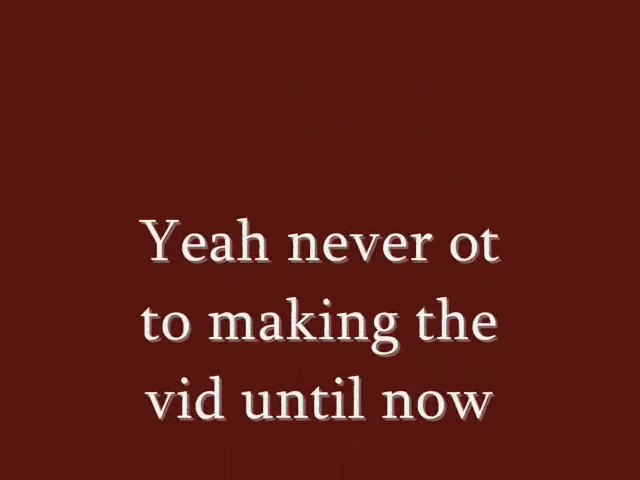 Yeah never ot
to making the
vid until now